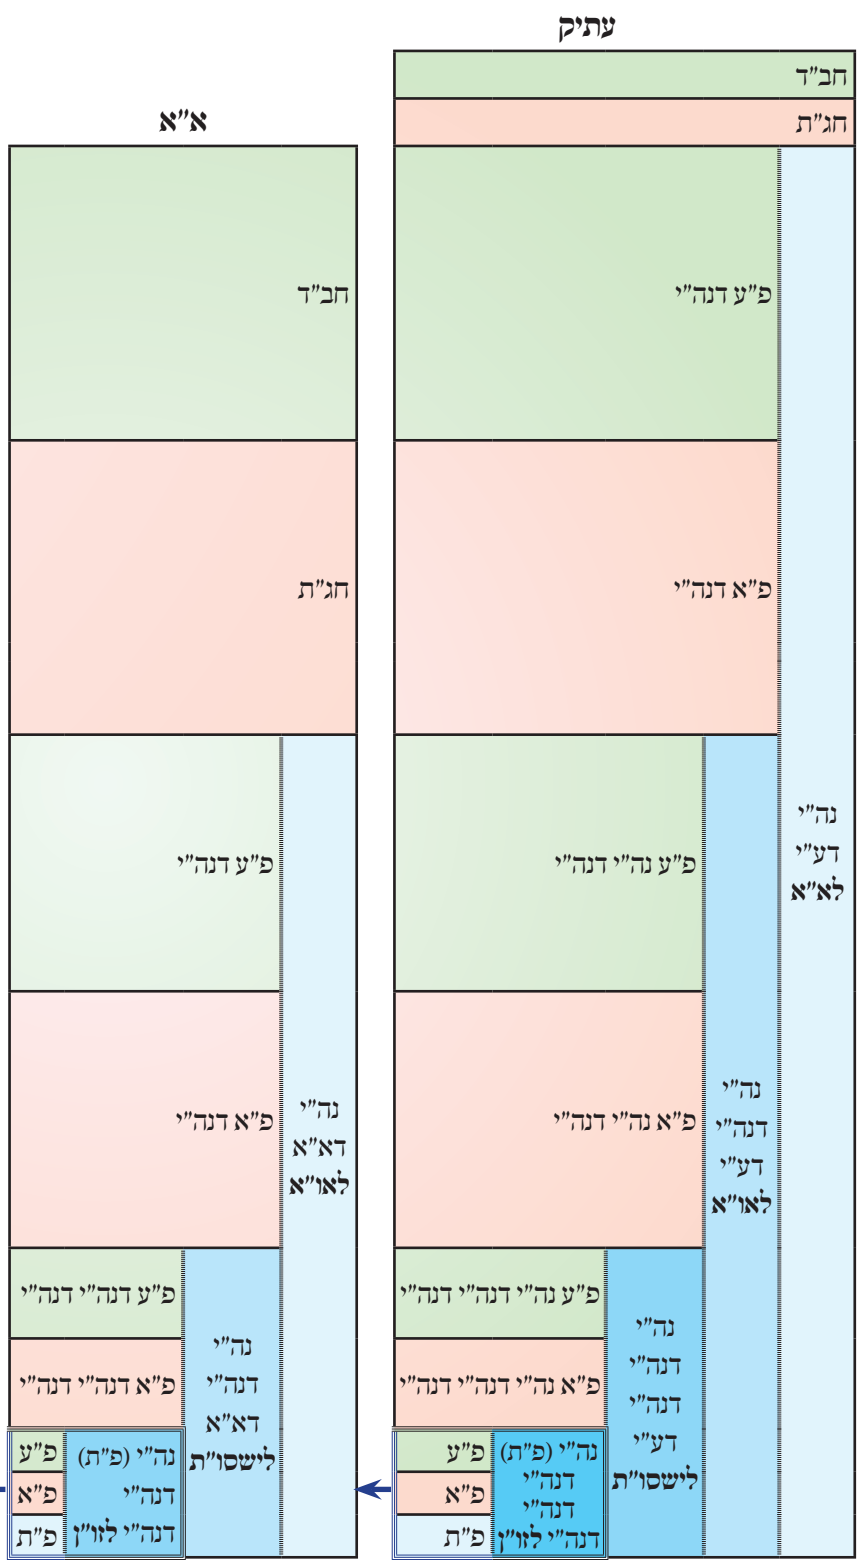 עתיק
חב"ד
חג"ת
פ"ע דנה"י
פ"א דנה"י
נה"י
דע"י
לא"א
פ"ע נה"י דנה"י
פ"א נה"י דנה"י
נה"י
דנה"י
דע"י
לאו"א
פ"ע נה"י דנה"י דנה"י
פ"א נה"י דנה"י דנה"י
נה"י
דנה"י
דנה"י
דע"י
לישסו"ת
נה"י (פ"ת)
דנה"י
דנה"י
דנה"י לזו"ן
פ"ע
פ"א
פ"ת
א"א
חב"ד
חג"ת
פ"ע דנה"י
פ"א דנה"י
נה"י
דא"א
לאו"א
פ"ע דנה"י דנה"י
פ"א דנה"י דנה"י
נה"י
דנה"י
דא"א
לישסו"ת
נה"י (פ"ת)
דנה"י
דנה"י לזו"ן
פ"ע
פ"א
פ"ת